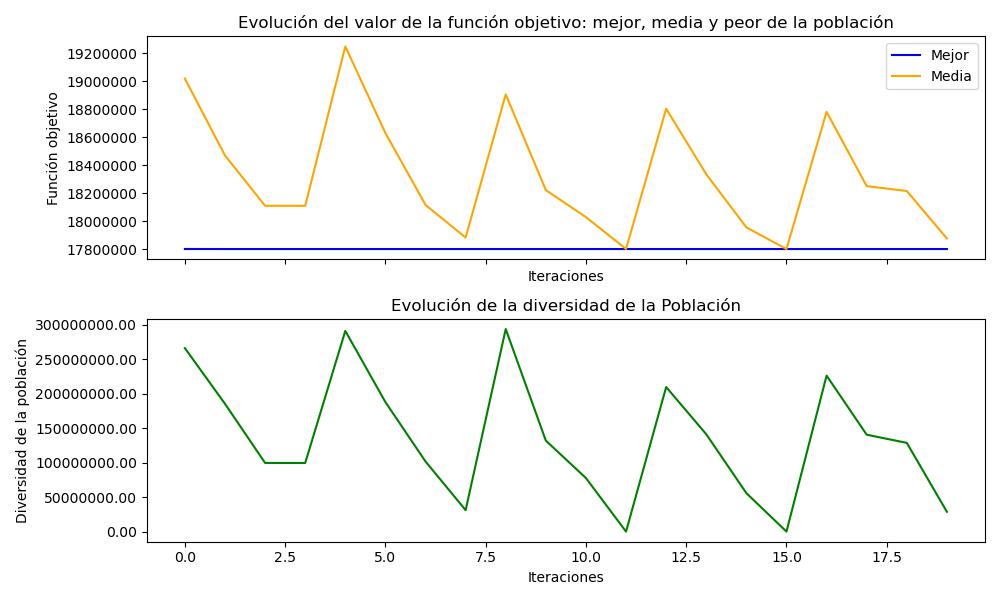 Evolución del valor de la función objetivo: mejor, media y peor de la población
Función objetivo
19200000
19000000
18800000
18600000
18400000
18200000
18000000
17800000
Mejor
Media
Iteraciones
Evolución de la diversidad de la Población
Diversidad de la población
300000000.00
250000000.00
200000000.00
150000000.00
100000000.00
50000000.00
0.00
0.0 2.5 5.0 7.5 10.0 12.5 15.0 17.5
Iteraciones